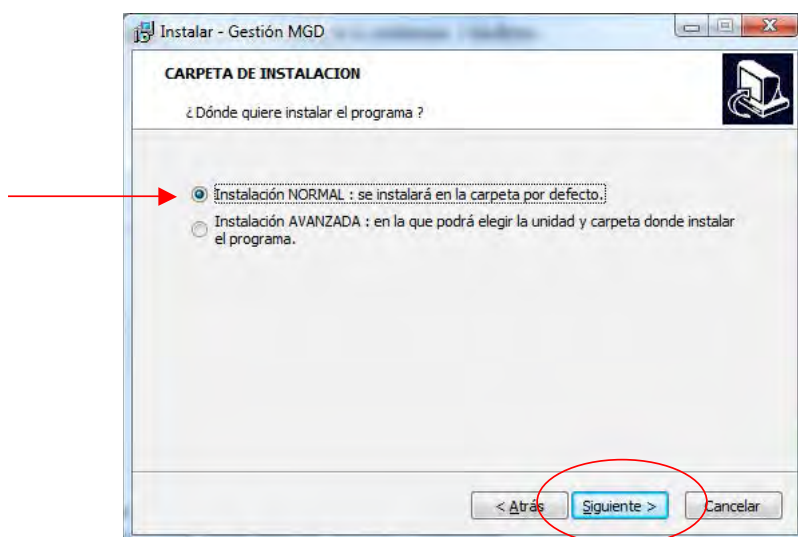 Instalar - Gestión MGD
CARPETA DE INSTALACION
¿ Dónde quiere instalar el programa ?
Instalación NORMAL : se instalará en la carpeta por defecto.
Instalación AVANZADA : en la que podrá elegir la unidad y carpeta donde instalar
el programa.
< Atrás
Siguiente >
Cancelar